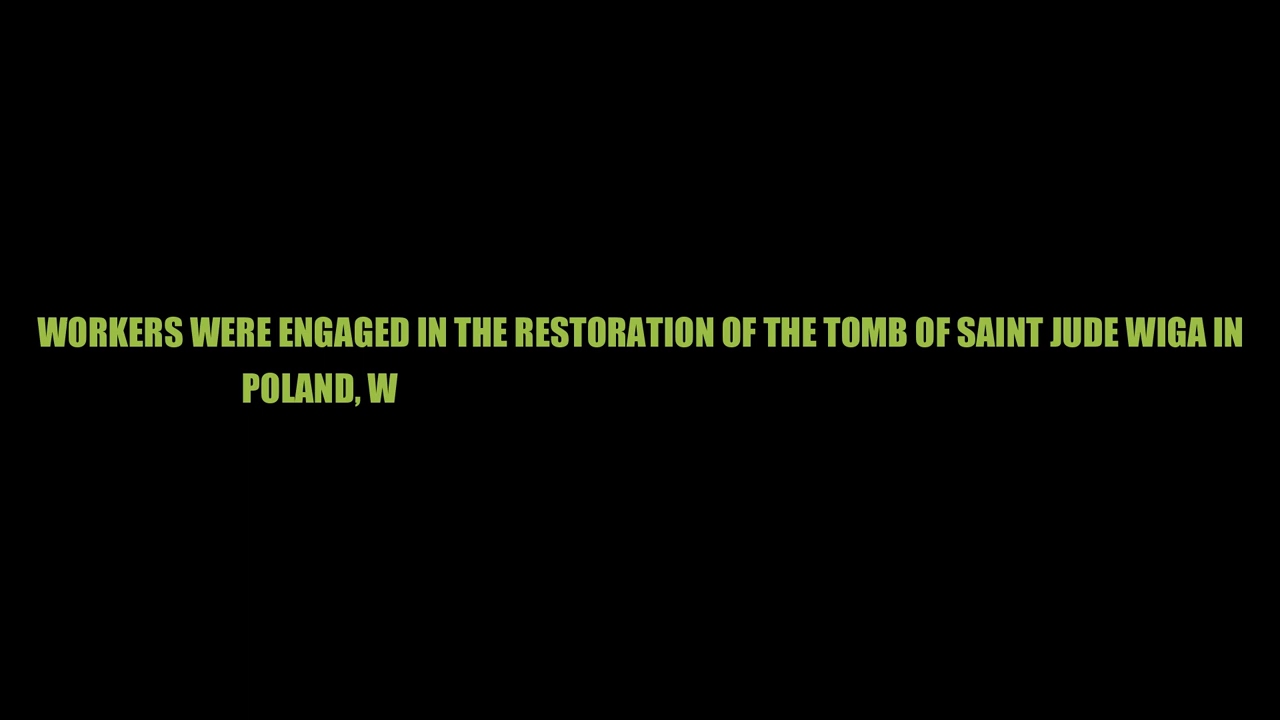 WORKERS WERE ENGAGED IN THE RESTORATION OF THE TOMB OF SAINT JUDE WIGA IN
POLAND, W